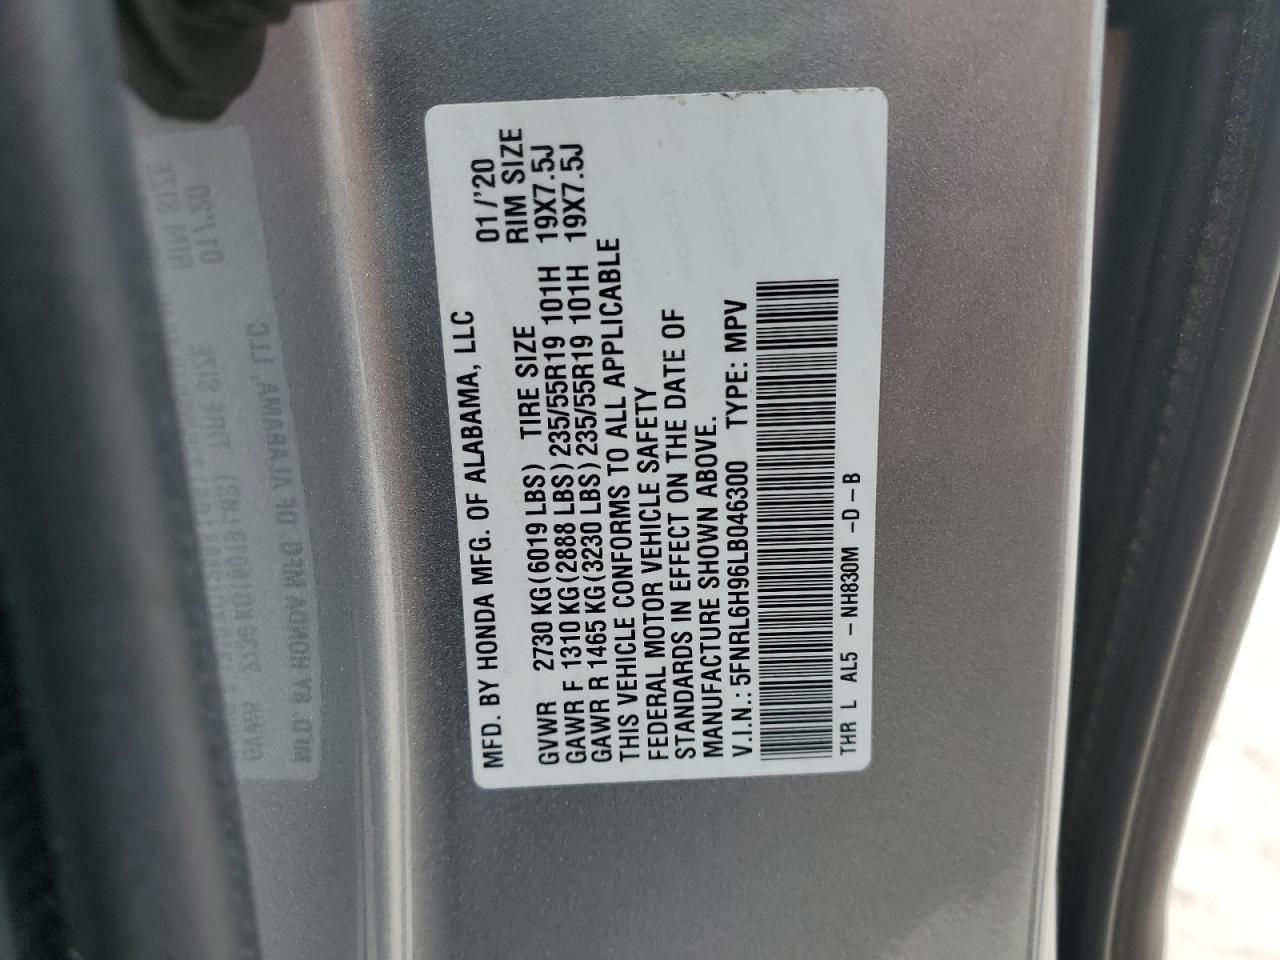 MFD. BY HONDA MFG. OF ALABAMA, LLC 01/'20
GVWR 2730 KG(6019 LBS) TIRE SIZE RIM SIZE
GAWR F 1310 KG(2888 LBS) 235/55R19 101H 19X7.5J
GAWR R 1465 KG(3230 LBS) 235/55R19 101H 19X7.5J
THIS VEHICLE CONFORMS TO ALL APPLICABLE
FEDERAL MOTOR VEHICLE SAFETY
STANDARDS IN EFFECT ON THE DATE OF
MANUFACTURE SHOWN ABOVE.
V.I.N.: 5FNRL6H96LB046300 TYPE: MPV
THR L AL5 - NH830M -D-B